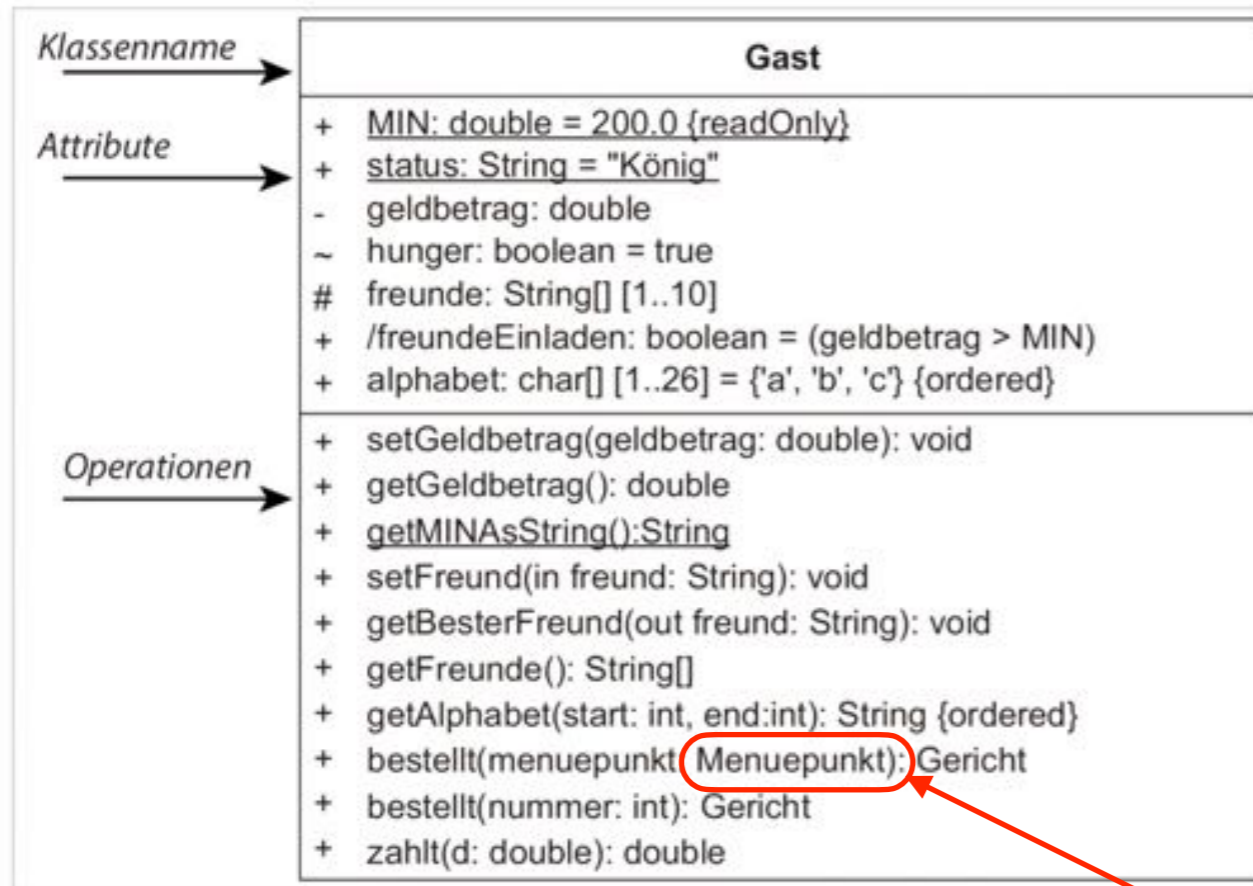 Klassenname
Gast
Attribute
+ MIN: double = 200.0 {readOnly}
+ status: String = "König"
- geldbetrag: double
~ hunger: boolean = true
# freunde: String[] [1..10]
+ /freundeEinladen: boolean = (geldbetrag > MIN)
+ alphabet: char[] [1..26] = {'a', 'b', 'c'} {ordered}
Operationen
+ setGeldbetrag(geldbetrag: double): void
+ getGeldbetrag(): double
+ getMINAsString():String
+ setFreund(in freund: String): void
+ getBesterFreund(out freund: String): void
+ getFreunde(): String[]
+ getAlphabet(start: int, end:int): String {ordered}
+ bestellt(menuepunkt Menuepunkt): Gericht
+ bestellt(nummer: int): Gericht
+ zahlt(d: double): double